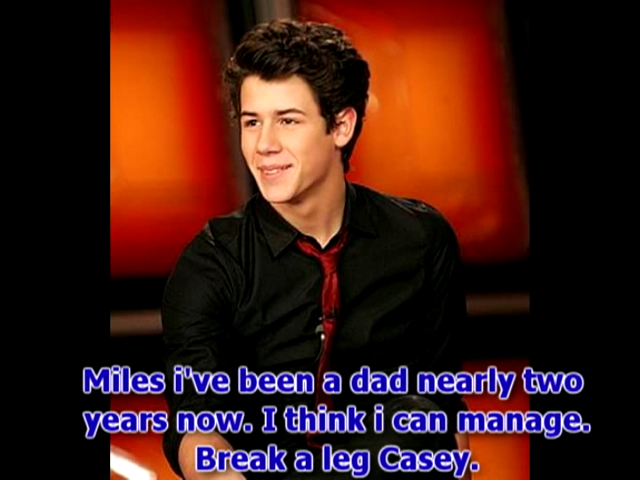 Miles i've been a dad nearly two
years now. I think i can manage.
Break a leg Casey.